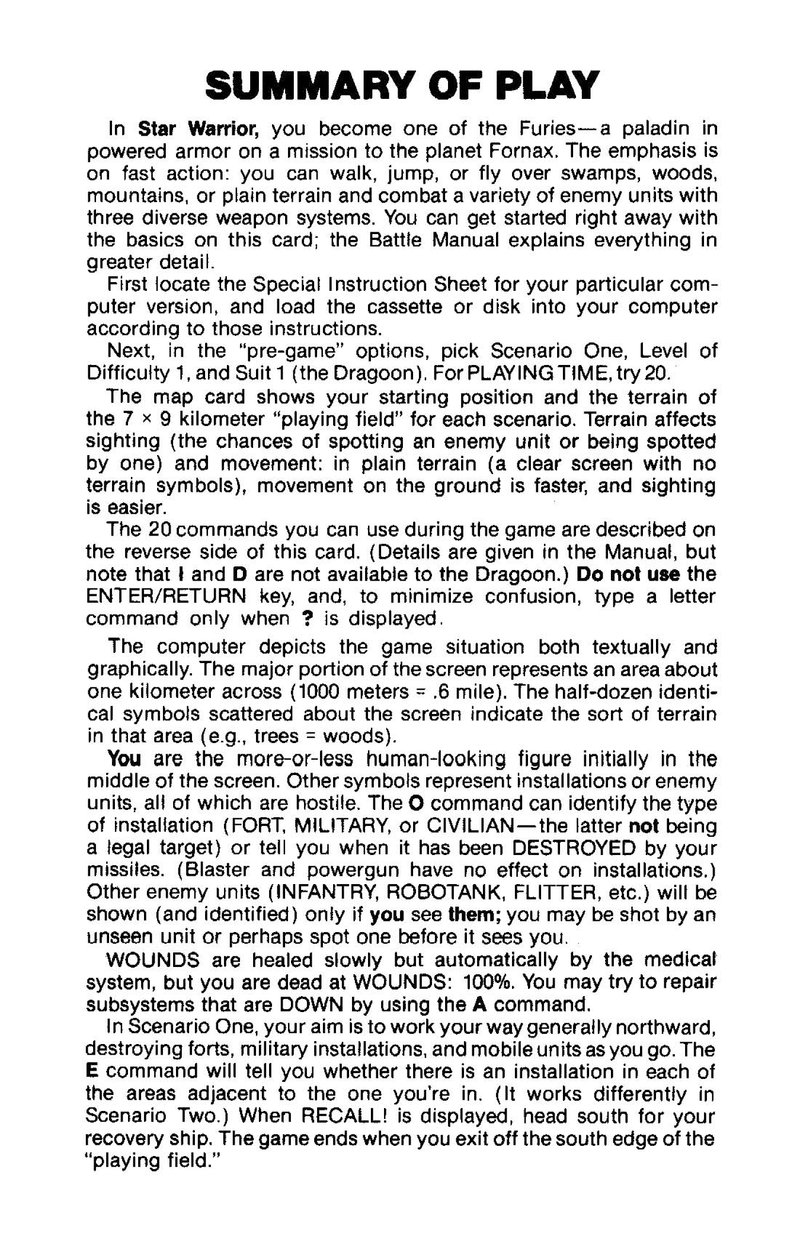 SUMMARY OF PLAY
In Star Warrior, you become one of the Furies—a paladin in
powered armor on a mission to the planet Fornax. The emphasis is
on fast action: you can walk, jump, or fly over swamps, woods,
mountains, or plain terrain and combat a variety of enemy units with
three diverse weapon systems. You can get started right away with
the basics on this card; the Battle Manual explains everything in
greater detail.
First locate the Special Instruction Sheet for your particular com-
puter version, and load the cassette or disk into your computer
according to those instructions.
Next, in the “pre-game” options, pick Scenario One, Level of
Difficulty 1, and Suit 1 (the Dragoon). For PLAYING TIME, try 20.
The map card shows your starting position and the terrain of
the 7 × 9 kilometer “playing field” for each scenario. Terrain affects
sighting (the chances of spotting an enemy unit or being spotted
by one) and movement: in plain terrain (a clear screen with no
terrain symbols), movement on the ground is faster, and sighting
is easier.
The 20 commands you can use during the game are described on
the reverse side of this card. (Details are given in the Manual, but
note that I and D are not available to the Dragoon.) Do not use the
ENTER/RETURN key, and, to minimize confusion, type a letter
command only when ? is displayed.
The computer depicts the game situation both textually and
graphically. The major portion of the screen represents an area about
one kilometer across (1000 meters = .6 mile). The half-dozen identi-
cal symbols scattered about the screen indicate the sort of terrain
in that area (e.g., trees = woods).
You are the more-or-less human-looking figure initially in the
middle of the screen. Other symbols represent installations or enemy
units, all of which are hostile. The O command can identify the type
of installation (FORT, MILITARY, or CIVILIAN—the latter not being
a legal target) or tell you when it has been DESTROYED by your
missiles. (Blaster and powergun have no effect on installations.)
Other enemy units (INFANTRY, ROBOTANK, FLITTER, etc.) will be
shown (and identified) only if you see them; you may be shot by an
unseen unit or perhaps spot one before it sees you.
WOUNDS are healed slowly but automatically by the medical
system, but you are dead at WOUNDS: 100%. You may try to repair
subsystems that are DOWN by using the A command.
In Scenario One, your aim is to work your way generally northward,
destroying forts, military installations, and mobile units as you go. The
E command will tell you whether there is an installation in each of
the areas adjacent to the one you’re in. (It works differently in
Scenario Two.) When RECALL! is displayed, head south for your
recovery ship. The game ends when you exit off the south edge of the
“playing field.”